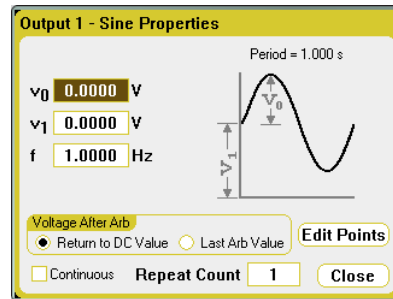 Output 1 - Sine Properties
Period = 1.000 s
V0 0.0000 V
V1 0.0000 V
f 1.0000 Hz
V0
V1
Voltage After Arb
Return to DC Value Last Arb Value
Edit Points
Continuous Repeat Count 1 Close